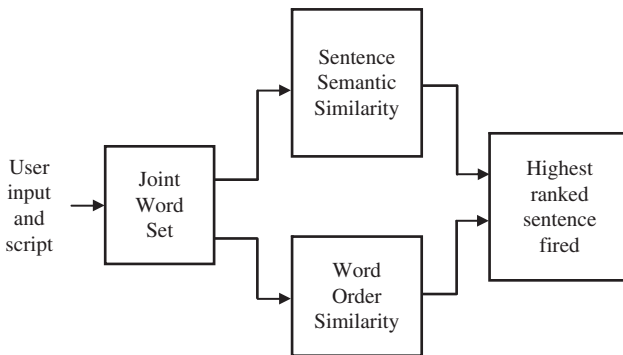 User
input
and
script
Joint
Word
Set
Sentence
Semantic
Similarity
Word
Order
Similarity
Highest
ranked
sentence
fired